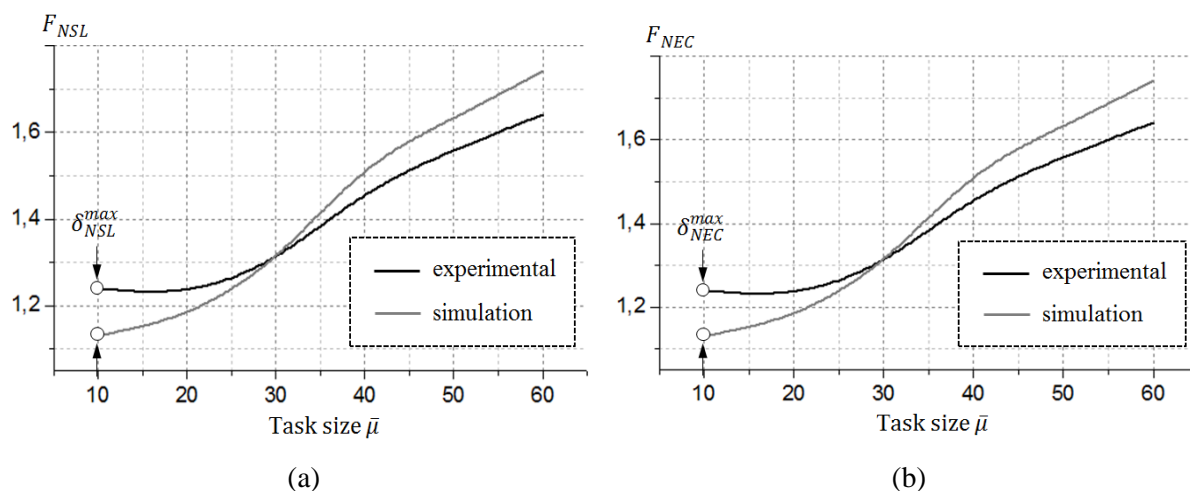 F_NSL
1,6
1,4
1,2
δ_NSL^max
experimental
simulation
10 20 30 40 50 60
Task size μ̄
(a)
F_NEC
1,6
1,4
1,2
δ_NEC^max
experimental
simulation
10 20 30 40 50 60
Task size μ̄
(b)